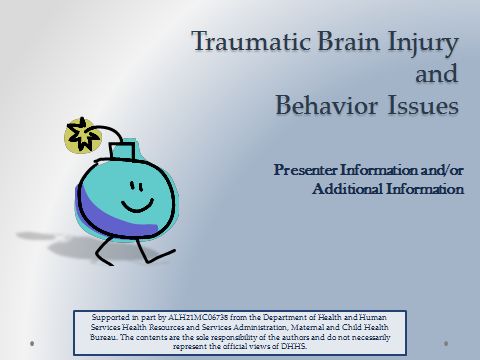 Traumatic Brain Injury
and
Behavior Issues
Presenter Information and/or
Additional Information
Supported in part by ALH21MC06738 from the Department of Health and Human
Services Health Resources and Services Administration, Maternal and Child Health
Bureau. The contents are the sole responsibility of the authors and do not necessarily
represent the official views of DHHS.